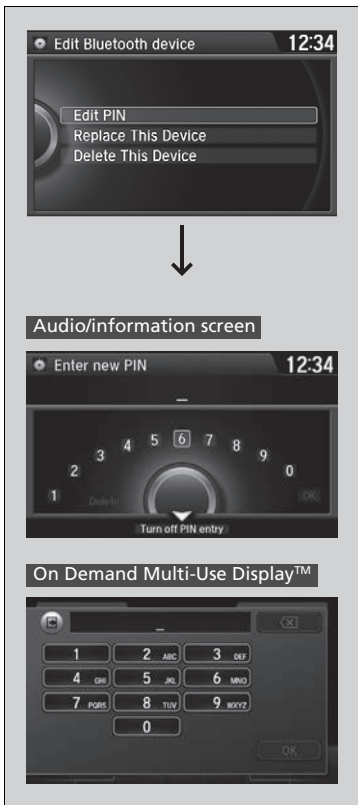 Edit Bluetooth device 12:34
Edit PIN
Replace This Device
Delete This Device
Audio/information screen
Enter new PIN 12:34
_
1 2 3 4 5 6 7 8 9 0
Delete OK
Turn off PIN entry
On Demand Multi-Use Display™
_
1 2 ABC 3 DEF
4 GHI 5 JKL 6 MNO
7 PQRS 8 TUV 9 WXYZ
0
OK